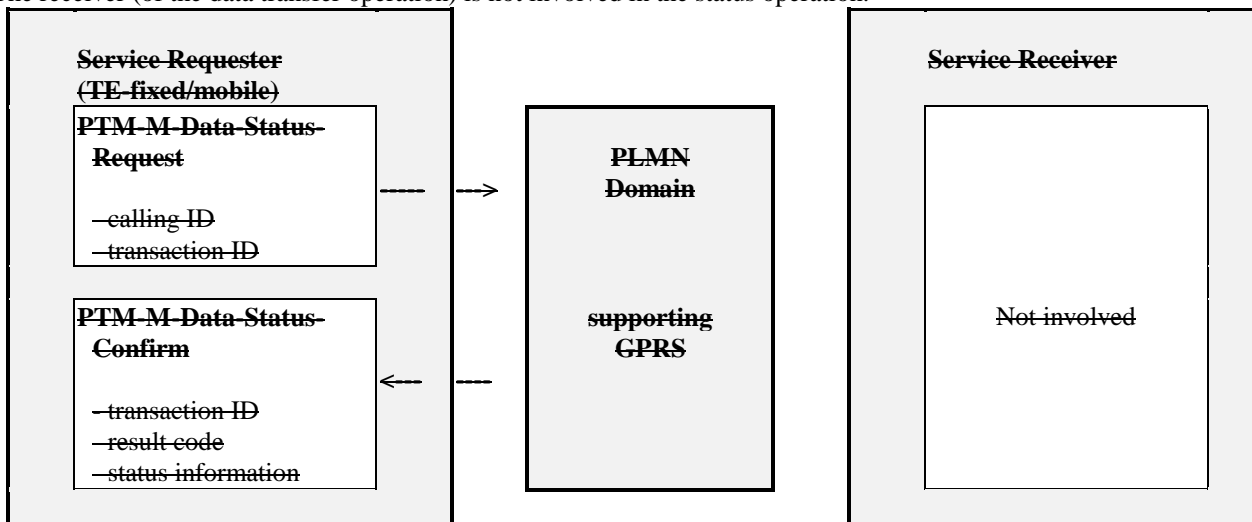 The receiver (of the data transfer operation) is not involved in the status operation.
Service Requester
(TE-fixed/mobile)
PTM-M-Data-Status-
Request
- calling ID
- transaction ID
PTM-M-Data-Status-
Confirm
- transaction ID
- result code
- status information
PLMN
Domain
supporting
GPRS
Service Receiver
Not involved